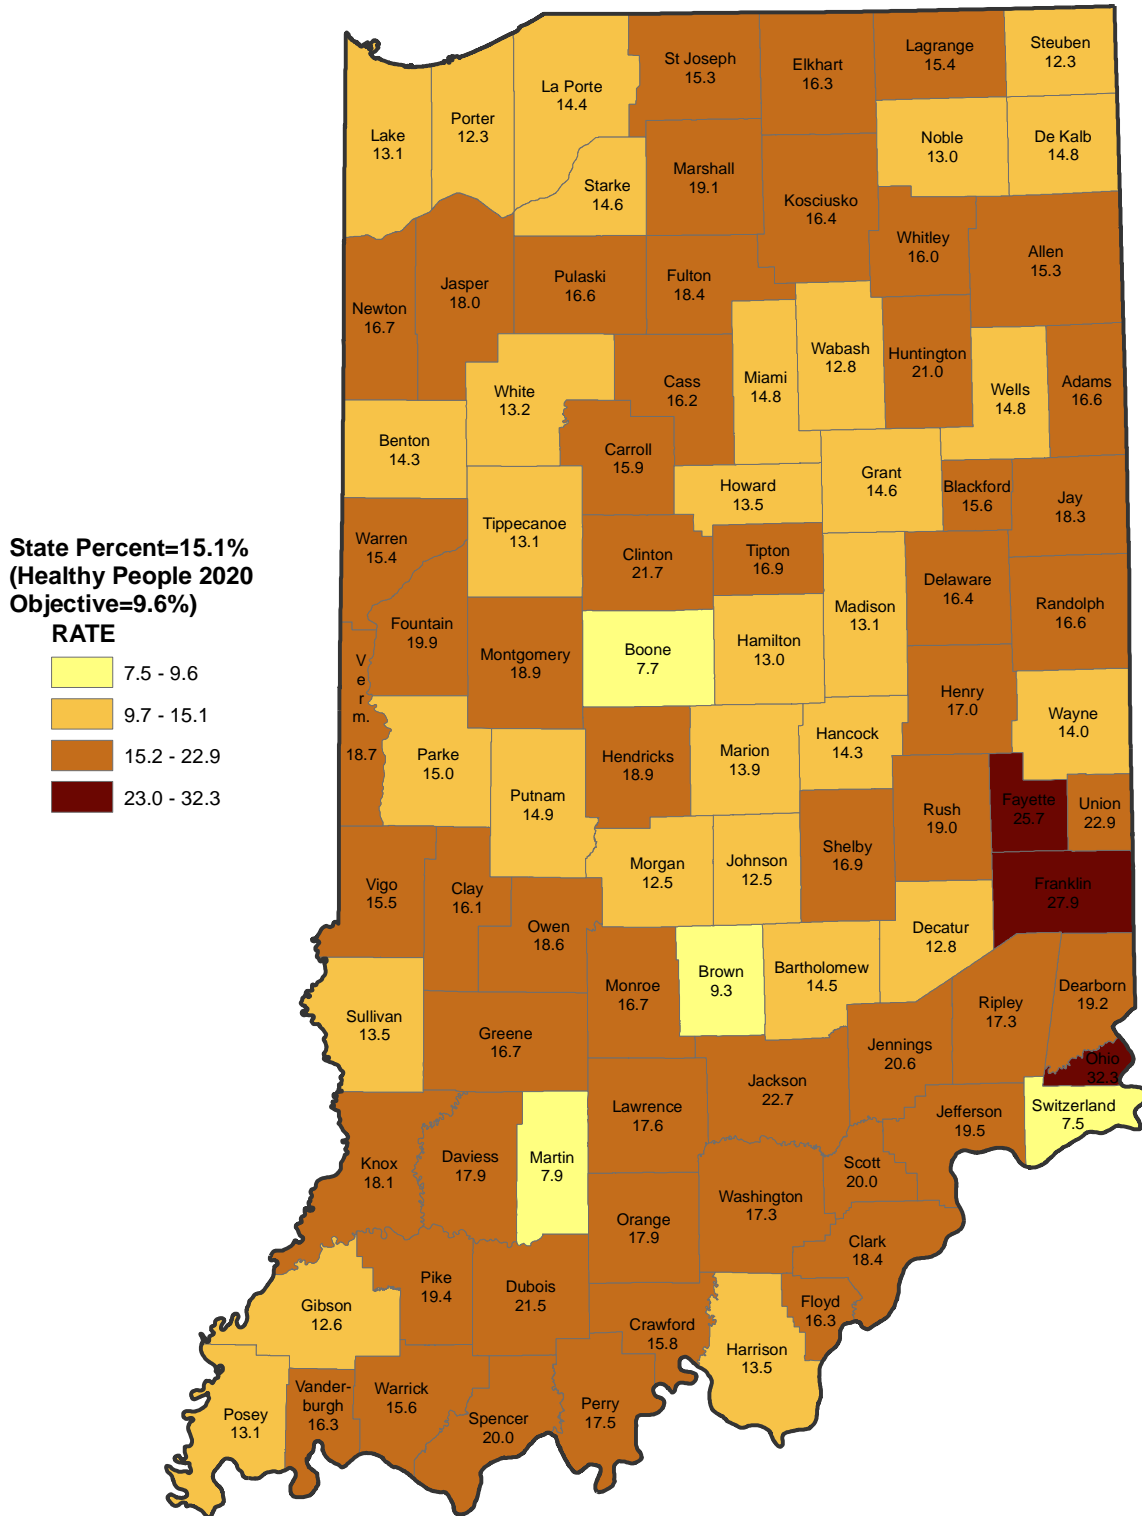 St Joseph
15.3
Elkhart
16.3
Lagrange
15.4
Steuben
12.3
La Porte
14.4
Porter
12.3
Lake
13.1
Noble
13.0
De Kalb
14.8
Starke
14.6
Marshall
19.1
Kosciusko
16.4
Whitley
16.0
Allen
15.3
Newton
16.7
Jasper
18.0
Pulaski
16.6
Fulton
18.4
Wabash
12.8
Huntington
21.0
Miami
14.8
Wells
14.8
Adams
16.6
White
13.2
Cass
16.2
Benton
14.3
Carroll
15.9
Howard
13.5
Grant
14.6
Blackford
15.6
Jay
18.3
Warren
15.4
Tippecanoe
13.1
Clinton
21.7
Tipton
16.9
Madison
13.1
Delaware
16.4
Randolph
16.6
State Percent=15.1%
(Healthy People 2020
Objective=9.6%)
RATE
7.5 - 9.6
9.7 - 15.1
15.2 - 22.9
23.0 - 32.3
Fountain
19.9
Montgomery
18.9
Boone
7.7
Hamilton
13.0
V
e
r
m.
18.7
Henry
17.0
Wayne
14.0
Parke
15.0
Putnam
14.9
Hendricks
18.9
Marion
13.9
Hancock
14.3
Rush
19.0
Fayette
25.7
Union
22.9
Vigo
15.5
Clay
16.1
Morgan
12.5
Johnson
12.5
Shelby
16.9
Franklin
27.9
Owen
18.6
Decatur
12.8
Monroe
16.7
Brown
9.3
Bartholomew
14.5
Sullivan
13.5
Greene
16.7
Ripley
17.3
Dearborn
19.2
Jennings
20.6
Ohio
32.3
Jackson
22.7
Lawrence
17.6
Jefferson
19.5
Switzerland
7.5
Knox
18.1
Daviess
17.9
Martin
7.9
Scott
20.0
Orange
17.9
Washington
17.3
Clark
18.4
Pike
19.4
Dubois
21.5
Gibson
12.6
Crawford
15.8
Floyd
16.3
Harrison
13.5
Posey
13.1
Vander-
burgh
16.3
Warrick
15.6
Spencer
20.0
Perry
17.5